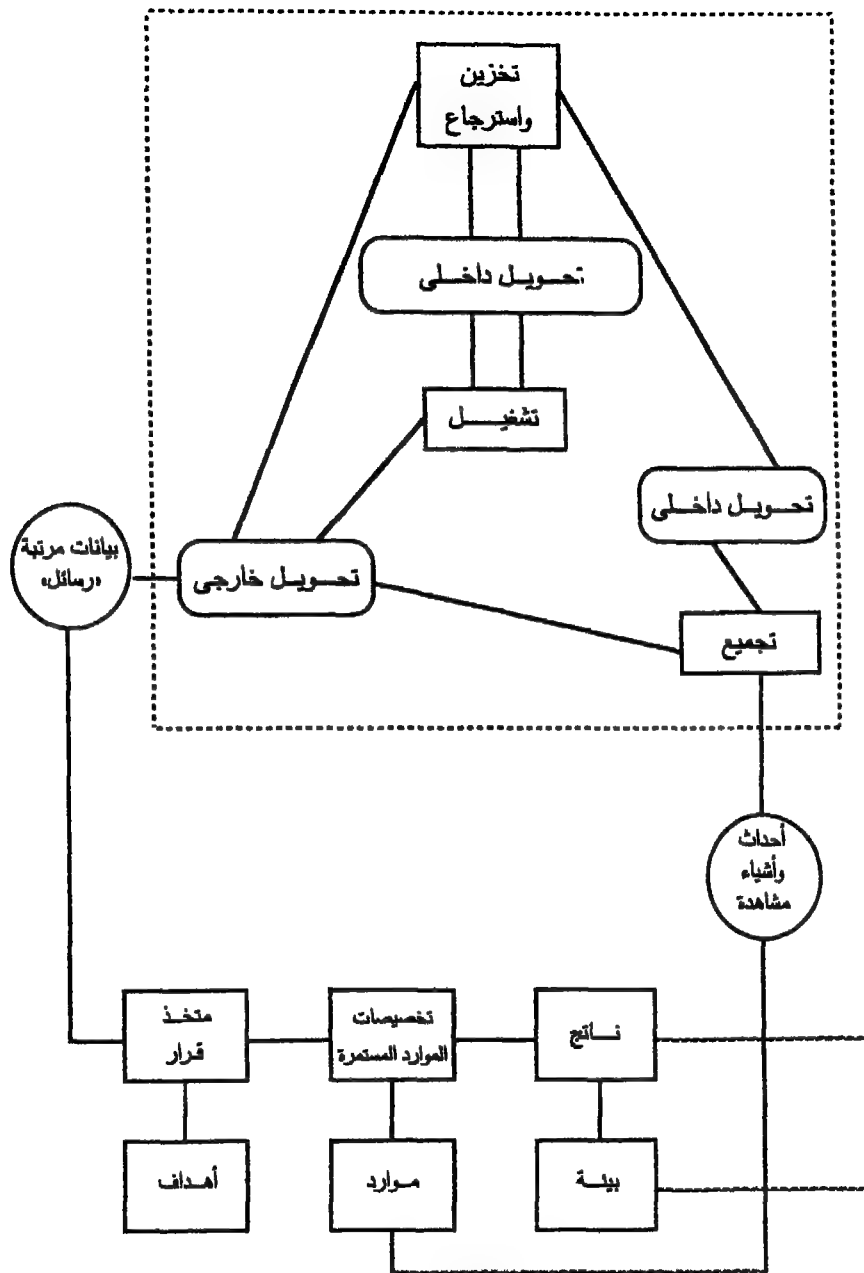 تخزين
واسترجاع
تحويل داخلى
تشغيل
تحويل داخلى
بيانات مرتبة
«رسائل»
تحويل خارجى
تجميع
أحداث
وأشياء
مشاهدة
ناتج
تخصيصات
الموارد المستمرة
متخذ
قرار
بيئة
موارد
أهداف